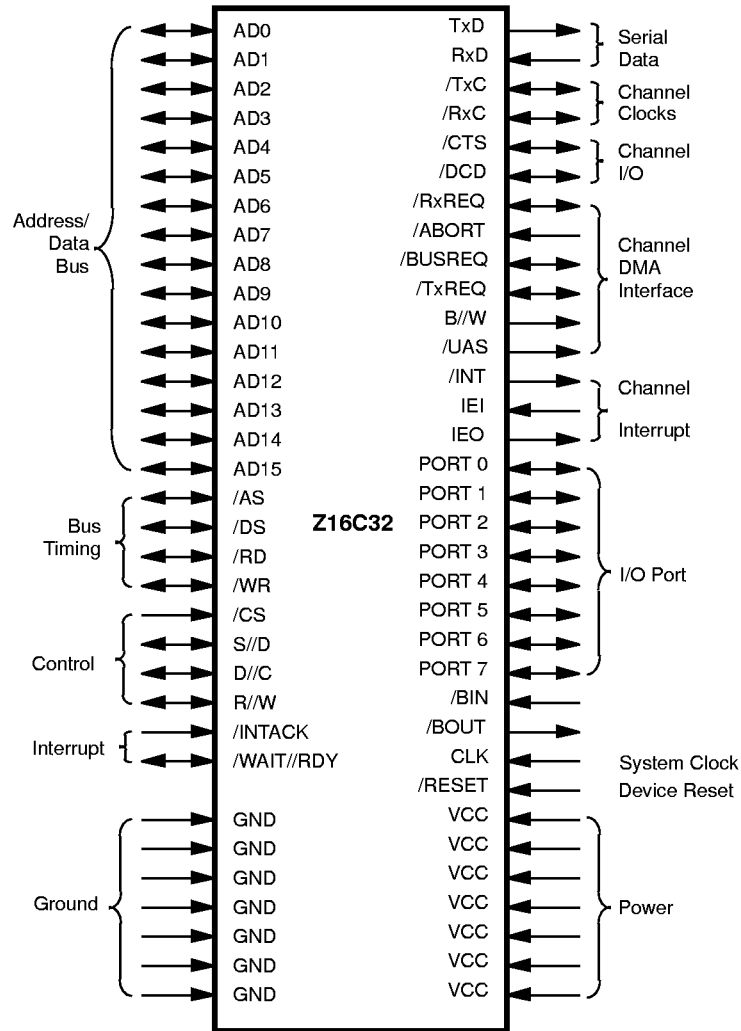 AD0
AD1
AD2
AD3
AD4
AD5
AD6
AD7
AD8
AD9
AD10
AD11
AD12
AD13
AD14
AD15
/AS
/DS
/RD
/WR
/CS
S//D
D//C
R//W
/INTACK
/WAIT//RDY
GND
GND
GND
GND
GND
GND
GND
Address/
Data
Bus
Bus
Timing
Control
Interrupt
Ground
Z16C32
TxD
RxD
/TxC
/RxC
/CTS
/DCD
/RxREQ
/ABORT
/BUSREQ
/TxREQ
B//W
/UAS
/INT
IEI
IEO
PORT 0
PORT 1
PORT 2
PORT 3
PORT 4
PORT 5
PORT 6
PORT 7
/BIN
/BOUT
CLK
/RESET
VCC
VCC
VCC
VCC
VCC
VCC
VCC
Serial
Data
Channel
Clocks
Channel
I/O
Channel
DMA
Interface
Channel
Interrupt
I/O Port
System Clock
Device Reset
Power